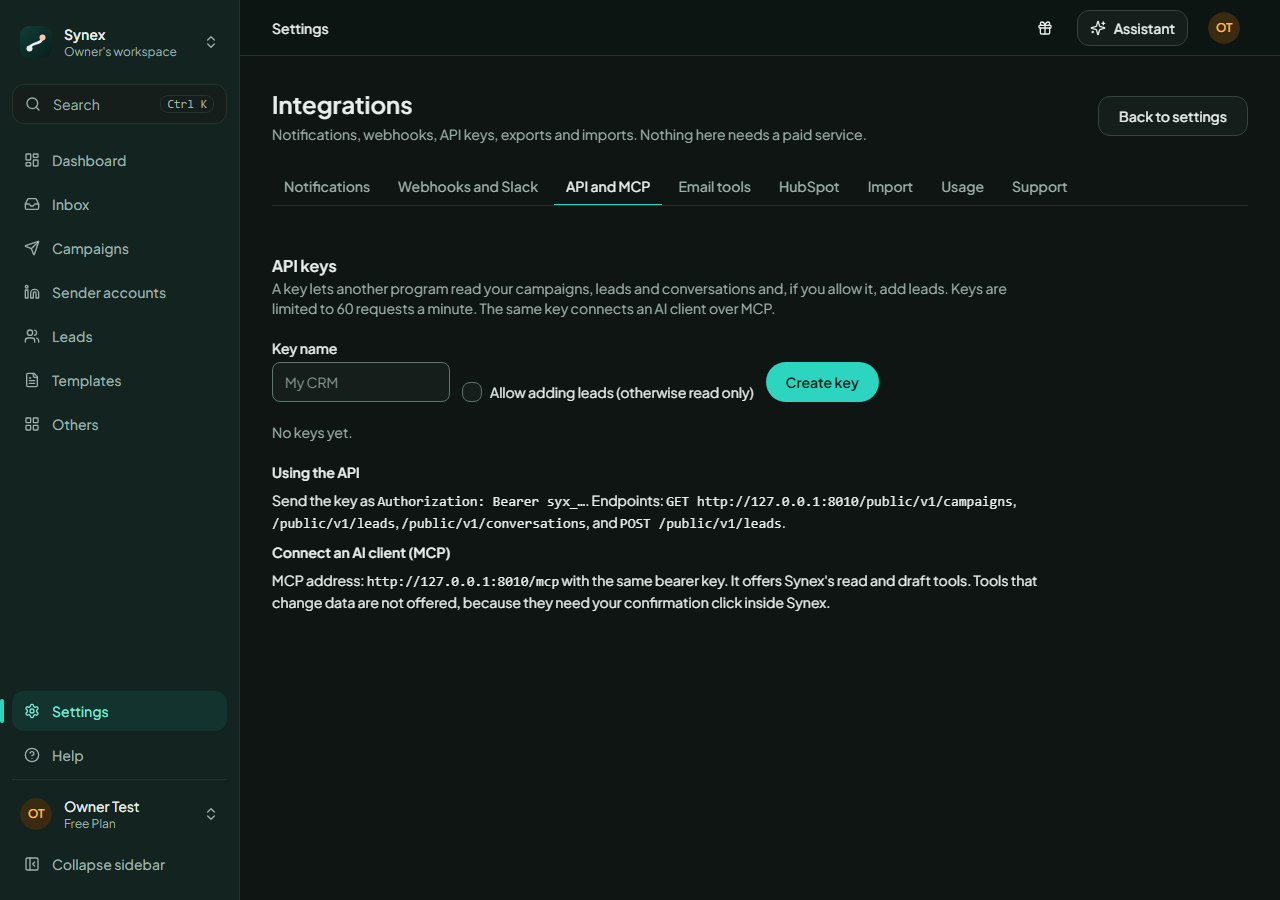 Synex
Owner's workspace
Search
Ctrl K
Dashboard
Inbox
Campaigns
Sender accounts
Leads
Templates
Others
Settings
Help
OT
Owner Test
Free Plan
Collapse sidebar
Settings
Assistant
OT
Integrations
Notifications, webhooks, API keys, exports and imports. Nothing here needs a paid service.
Back to settings
Notifications
Webhooks and Slack
API and MCP
Email tools
HubSpot
Import
Usage
Support
API keys
A key lets another program read your campaigns, leads and conversations and, if you allow it, add leads. Keys are
limited to 60 requests a minute. The same key connects an AI client over MCP.
Key name
My CRM
Allow adding leads (otherwise read only)
Create key
No keys yet.
Using the API
Send the key as Authorization: Bearer syx_…. Endpoints: GET http://127.0.0.1:8010/public/v1/campaigns,
/public/v1/leads, /public/v1/conversations, and POST /public/v1/leads.
Connect an AI client (MCP)
MCP address: http://127.0.0.1:8010/mcp with the same bearer key. It offers Synex's read and draft tools. Tools that
change data are not offered, because they need your confirmation click inside Synex.